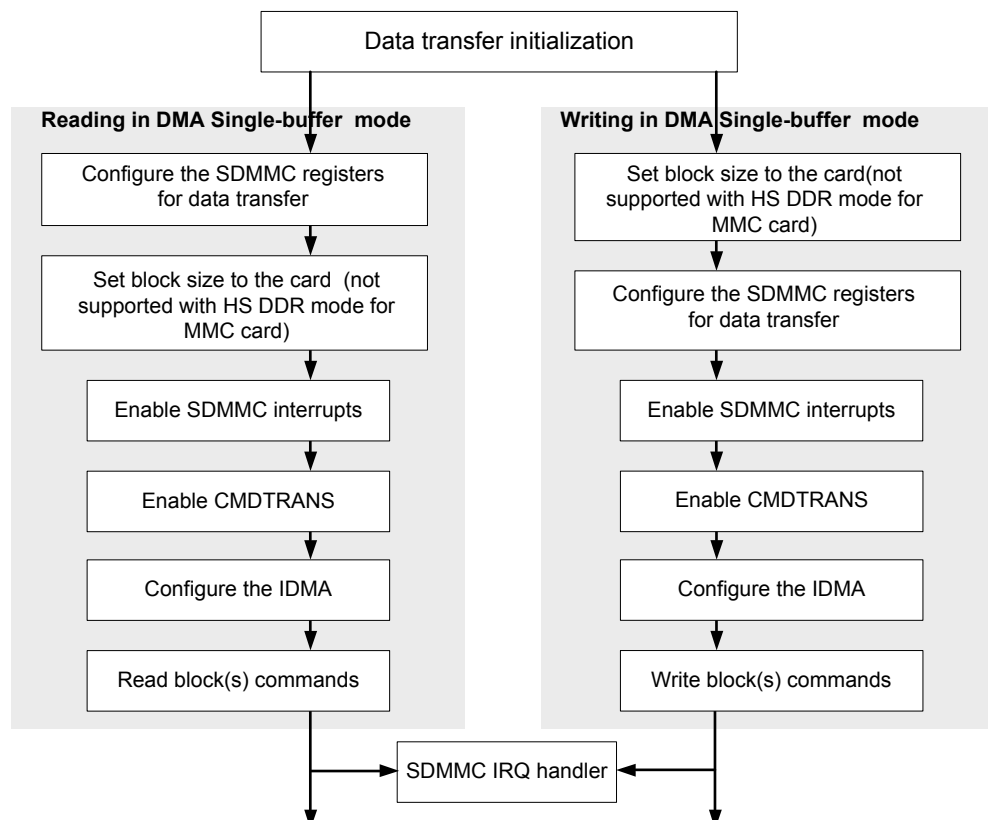 Data transfer initialization
Reading in DMA Single-buffer mode
Configure the SDMMC registers
for data transfer
Set block size to the card (not
supported with HS DDR mode for
MMC card)
Enable SDMMC interrupts
Enable CMDTRANS
Configure the IDMA
Read block(s) commands
Writing in DMA Single-buffer mode
Set block size to the card(not
supported with HS DDR mode for
MMC card)
Configure the SDMMC registers
for data transfer
Enable SDMMC interrupts
Enable CMDTRANS
Configure the IDMA
Write block(s) commands
SDMMC IRQ handler